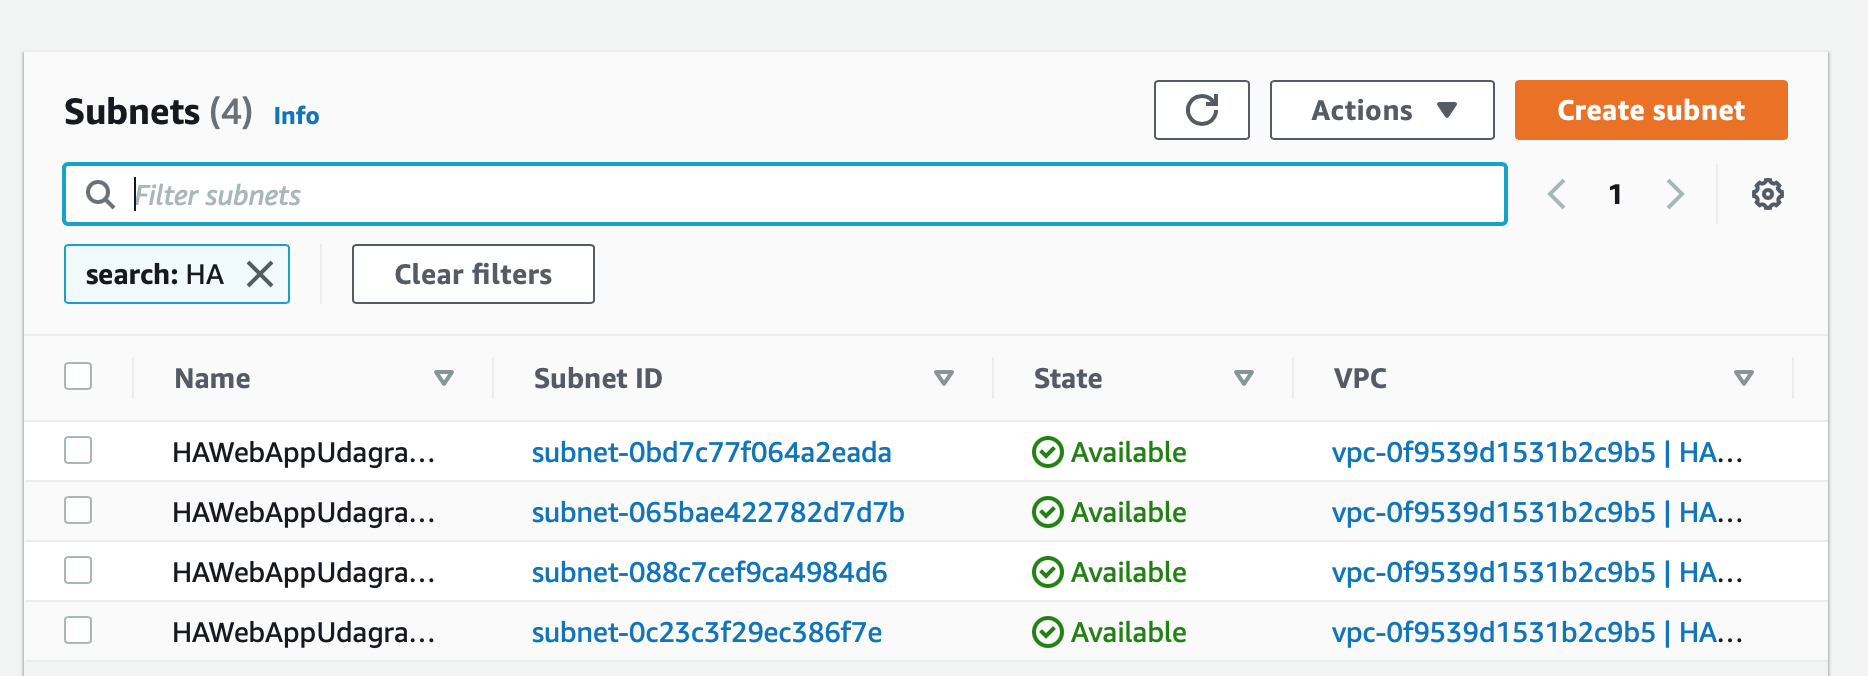 Subnets (4) Info
Actions
Create subnet
Filter subnets
1
search: HA
Clear filters
Name Subnet ID State VPC
HAWebAppUdagra... subnet-0bd7c77f064a2eada Available vpc-0f9539d1531b2c9b5 | HA...
HAWebAppUdagra... subnet-065bae422782d7d7b Available vpc-0f9539d1531b2c9b5 | HA...
HAWebAppUdagra... subnet-088c7cef9ca4984d6 Available vpc-0f9539d1531b2c9b5 | HA...
HAWebAppUdagra... subnet-0c23c3f29ec386f7e Available vpc-0f9539d1531b2c9b5 | HA...